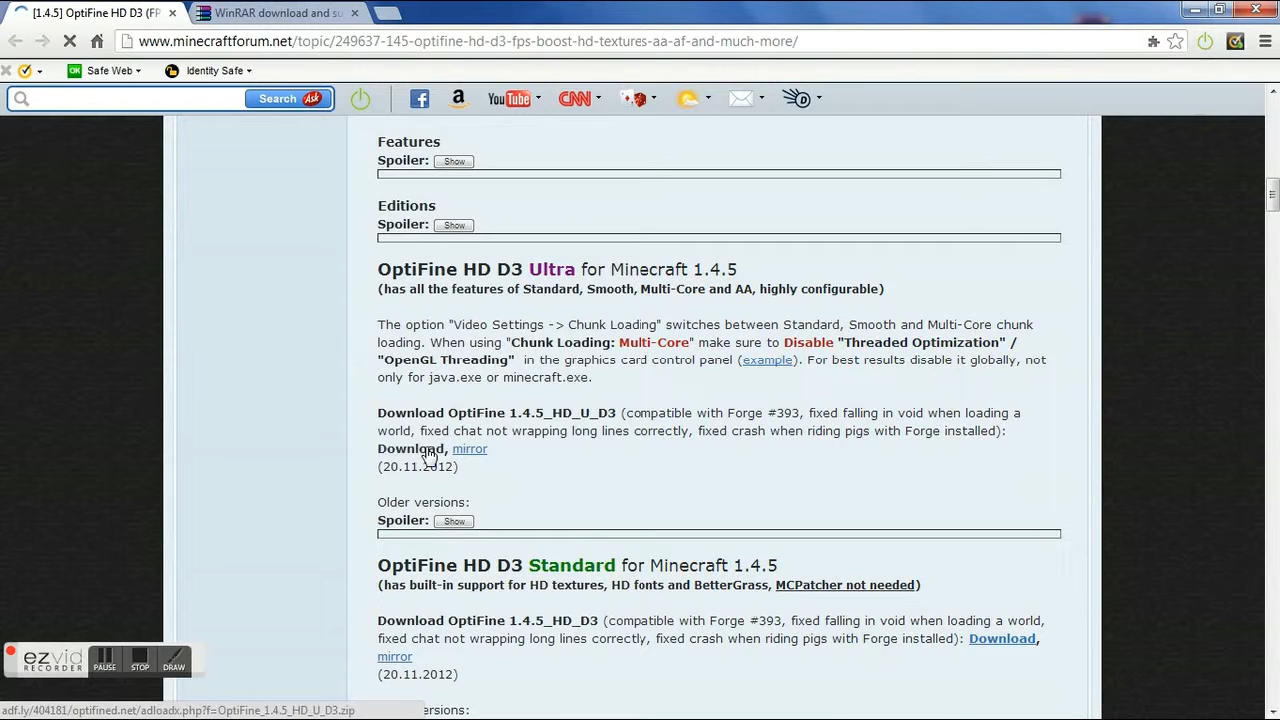 [1.4.5] OptiFine HD D3 (FP
WinRAR download and su
www.minecraftforum.net/topic/249637-145-optifine-hd-d3-fps-boost-hd-textures-aa-af-and-much-more/
OK Safe Web
Identity Safe
Search Ask
a You Tube CNN D
Features
Spoiler: Show
Editions
Spoiler: Show
OptiFine HD D3 Ultra for Minecraft 1.4.5
(has all the features of Standard, Smooth, Multi-Core and AA, highly configurable)
The option "Video Settings -> Chunk Loading" switches between Standard, Smooth and Multi-Core chunk
loading. When using "Chunk Loading: Multi-Core" make sure to Disable "Threaded Optimization" /
"OpenGL Threading" in the graphics card control panel (example). For best results disable it globally, not
only for java.exe or minecraft.exe.
Download OptiFine 1.4.5_HD_U_D3 (compatible with Forge #393, fixed falling in void when loading a
world, fixed chat not wrapping long lines correctly, fixed crash when riding pigs with Forge installed):
Download, mirror
(20.11.2012)
Older versions:
Spoiler: Show
OptiFine HD D3 Standard for Minecraft 1.4.5
(has built-in support for HD textures, HD fonts and BetterGrass, MCPatcher not needed)
Download OptiFine 1.4.5_HD_D3 (compatible with Forge #393, fixed falling in void when loading a world,
fixed chat not wrapping long lines correctly, fixed crash when riding pigs with Forge installed): Download,
mirror
(20.11.2012)
ezvid
RECORDER
PAUSE STOP DRAW
adf.ly/404181/optifined.net/adloadx.php?f=OptiFine_1.4.5_HD_U_D3.zip
ersions: